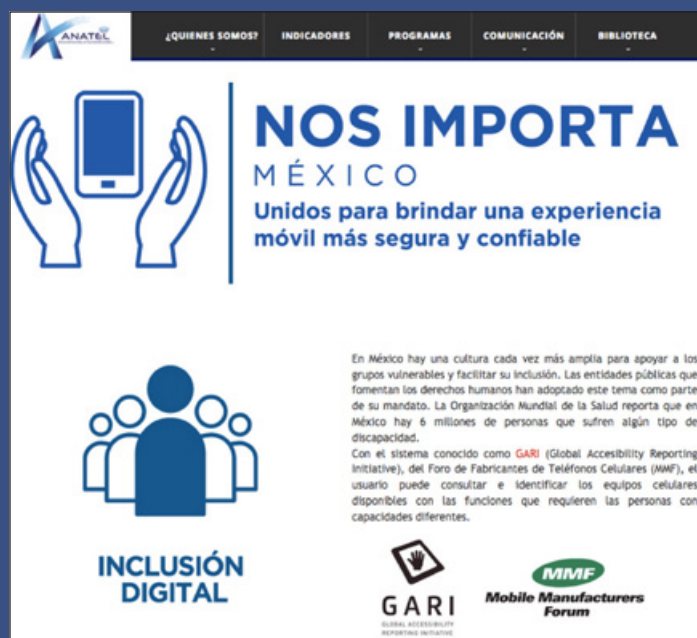 ANATEL
¿QUIENES SOMOS? INDICADORES PROGRAMAS COMUNICACIÓN BIBLIOTECA
NOS IMPORTA
MÉXICO
Unidos para brindar una experiencia
móvil más segura y confiable
En México hay una cultura cada vez más amplia para apoyar a los
grupos vulnerables y facilitar su inclusión. Las entidades públicas que
fomentan los derechos humanos han adoptado este tema como parte
de su mandato. La Organización Mundial de la Salud reporta que en
México hay 6 millones de personas que sufren algún tipo de
discapacidad.
Con el sistema conocido como GARI (Global Accesibility Reporting
Initiative), del Foro de Fabricantes de Teléfonos Celulares (MMF), el
usuario puede consultar e identificar los equipos celulares
disponibles con las funciones que requieren las personas con
capacidades diferentes.
INCLUSIÓN
DIGITAL
GARI
GLOBAL ACCESSIBILITY
REPORTING INITIATIVE
MMF
Mobile Manufacturers
Forum